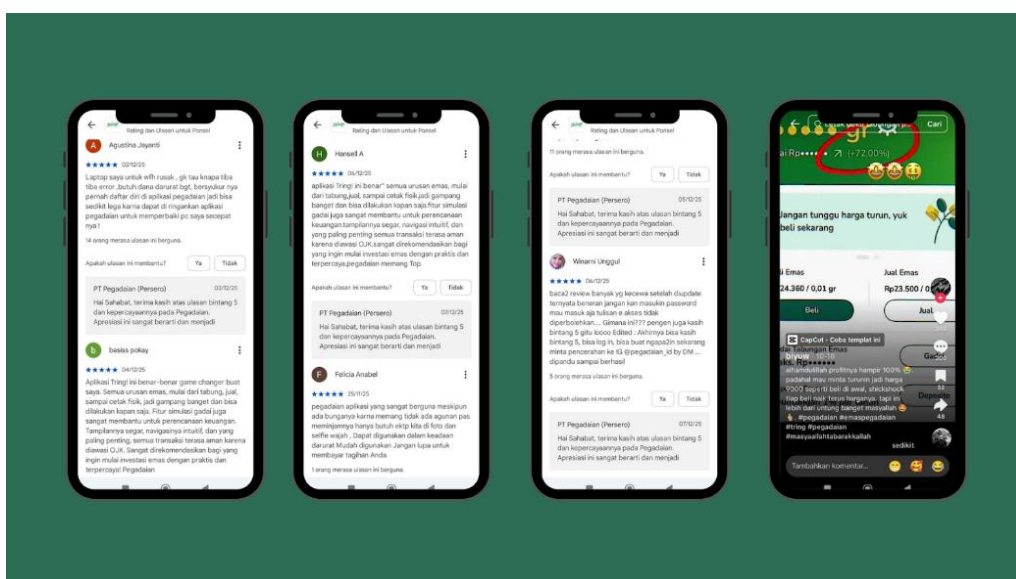 Rating dan Ulasan untuk Ponsel
A Agustina Jayanti
★★★★★ 02/12/25
Laptop saya untuk wfh rusak , gk tau knapa tiba
tiba error ,butuh dana darurat bgt, bersyukur nya
pernah daftar diri di aplikasi pegadaian jadi bisa
sedikit lega karna dapat di ringankan aplikasi
pegadaian untuk memperbaiki pc saya secepat
nya !
14 orang merasa ulasan ini berguna.
Apakah ulasan ini membantu? Ya Tidak
PT Pegadaian (Persero) 03/12/25
Hai Sahabat, terima kasih atas ulasan bintang 5
dan kepercayaannya pada Pegadaian.
Apresiasi ini sangat berarti dan menjadi
b basiss pokay
★★★★★ 04/12/25
Aplikasi Tring! ini benar-benar game changer buat
saya. Semua urusan emas, mulai dari tabung, jual,
sampai cetak fisik, jadi gampang banget dan bisa
dilakukan kapan saja. Fitur simulasi gadai juga
sangat membantu untuk perencanaan keuangan.
Tampilannya segar, navigasinya intuitif, dan yang
paling penting, semua transaksi terasa aman karena
diawasi OJK. Sangat direkomendasikan bagi yang
ingin mulai investasi emas dengan praktis dan
terpercaya! Pegadaian
Rating dan Ulasan untuk Ponsel
H Hansell A
★★★★★ 06/12/25
aplikasi Tring! ini benar" semua urusan emas, mulai
dari tabung,jual, sampai cetak fisik,jadi gampang
banget dan bisa dilakukan kapan saja.fitur simulasi
gadai juga sangat membantu untuk perencanaan
keuangan.tampilannya segar, navigasi intuitif, dan
yang paling penting semua transaksi terasa aman
karena diawasi OJK.sangat direkomendasikan bagi
yang ingin mulai investasi emas dengan praktis dan
terpercaya.pegadaian memang Top.
Apakah ulasan ini membantu? Ya Tidak
PT Pegadaian (Persero)
Hai Sahabat, terima kasih atas ulasan bintang 5
dan kepercayaannya pada Pegadaian.
Apresiasi ini sangat berarti dan menjadi
F Felicia Anabel
★★★★★ 25/11/25
pegadaian aplikasi yang sangat berguna meskipun
ada bunganya karna memang tidak ada agunan pas
meminjamnya hanya butuh ektp kita di foto dan
selfie wajah , Dapat digunakan dalam keadaan
darurat Mudah digunakan Jangan lupa untuk
membayar tagihan Anda
1 orang merasa ulasan ini berguna.
Rating dan Ulasan untuk Ponsel
11 orang merasa ulasan ini berguna.
Apakah ulasan ini membantu? Ya Tidak
PT Pegadaian (Persero) 05/12/25
Hai Sahabat, terima kasih atas ulasan bintang 5
dan kepercayaannya pada Pegadaian.
Apresiasi ini sangat berarti dan menjadi
Winarni Unggul
★★★★★ 06/12/25
baca2 review banyak yg kecewa setelah diupdate
ternyata beneran jangan kan masukin password
mau masuk aja tulisan e akses tidak
diperbolehkan.... Gimana ini??? pengen juga kasih
bintang 5 gitu loooo Edited : Akhirnya bisa kasih
bintang 5, bisa log in, bisa buat ngapa2in sekarang
minta pencerahan ke IG @pegadaian_id by DM ....
dipandu sampai berhasil
5 orang merasa ulasan ini berguna.
Apakah ulasan ini membantu? Ya Tidak
PT Pegadaian (Persero) 07/12/25
Hai Sahabat, terima kasih atas ulasan bintang 5
dan kepercayaannya pada Pegadaian.
Apresiasi ini sangat berarti dan menjadi
Cari
gr
(+72,00%)
Jangan tunggu harga turun, yuk
beli sekarang
Emas Jual Emas
24.360 / 0,01 gr Rp23.500 /
Beli Jual
CapCut - Coba templat ini
Tabungan Emas
biyuw 10-18
alhamdulillah profitnya hampir 100%
padahal mau minta turunin jadi harga
9000 seperti beli di awal, shickshock
tiap beli naik terus harganya. tapi in
lebih dari untung banget masyallah
#pegadaian #emaspegadaian
#tring #pegadaian
#masyaallahtabarakkallah
48
sedikit
Tambahkan komentar...